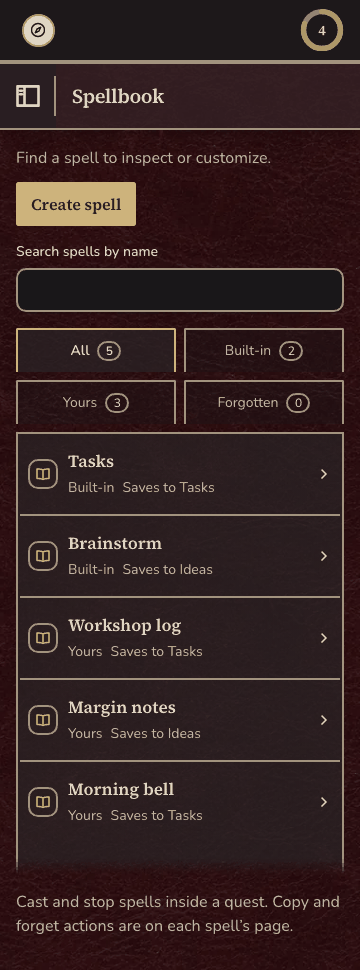 4
Spellbook
Find a spell to inspect or customize.
Create spell
Search spells by name
All 5
Built-in 2
Yours 3
Forgotten 0
Tasks
Built-in Saves to Tasks
Brainstorm
Built-in Saves to Ideas
Workshop log
Yours Saves to Tasks
Margin notes
Yours Saves to Ideas
Morning bell
Yours Saves to Tasks
Cast and stop spells inside a quest. Copy and
forget actions are on each spell’s page.